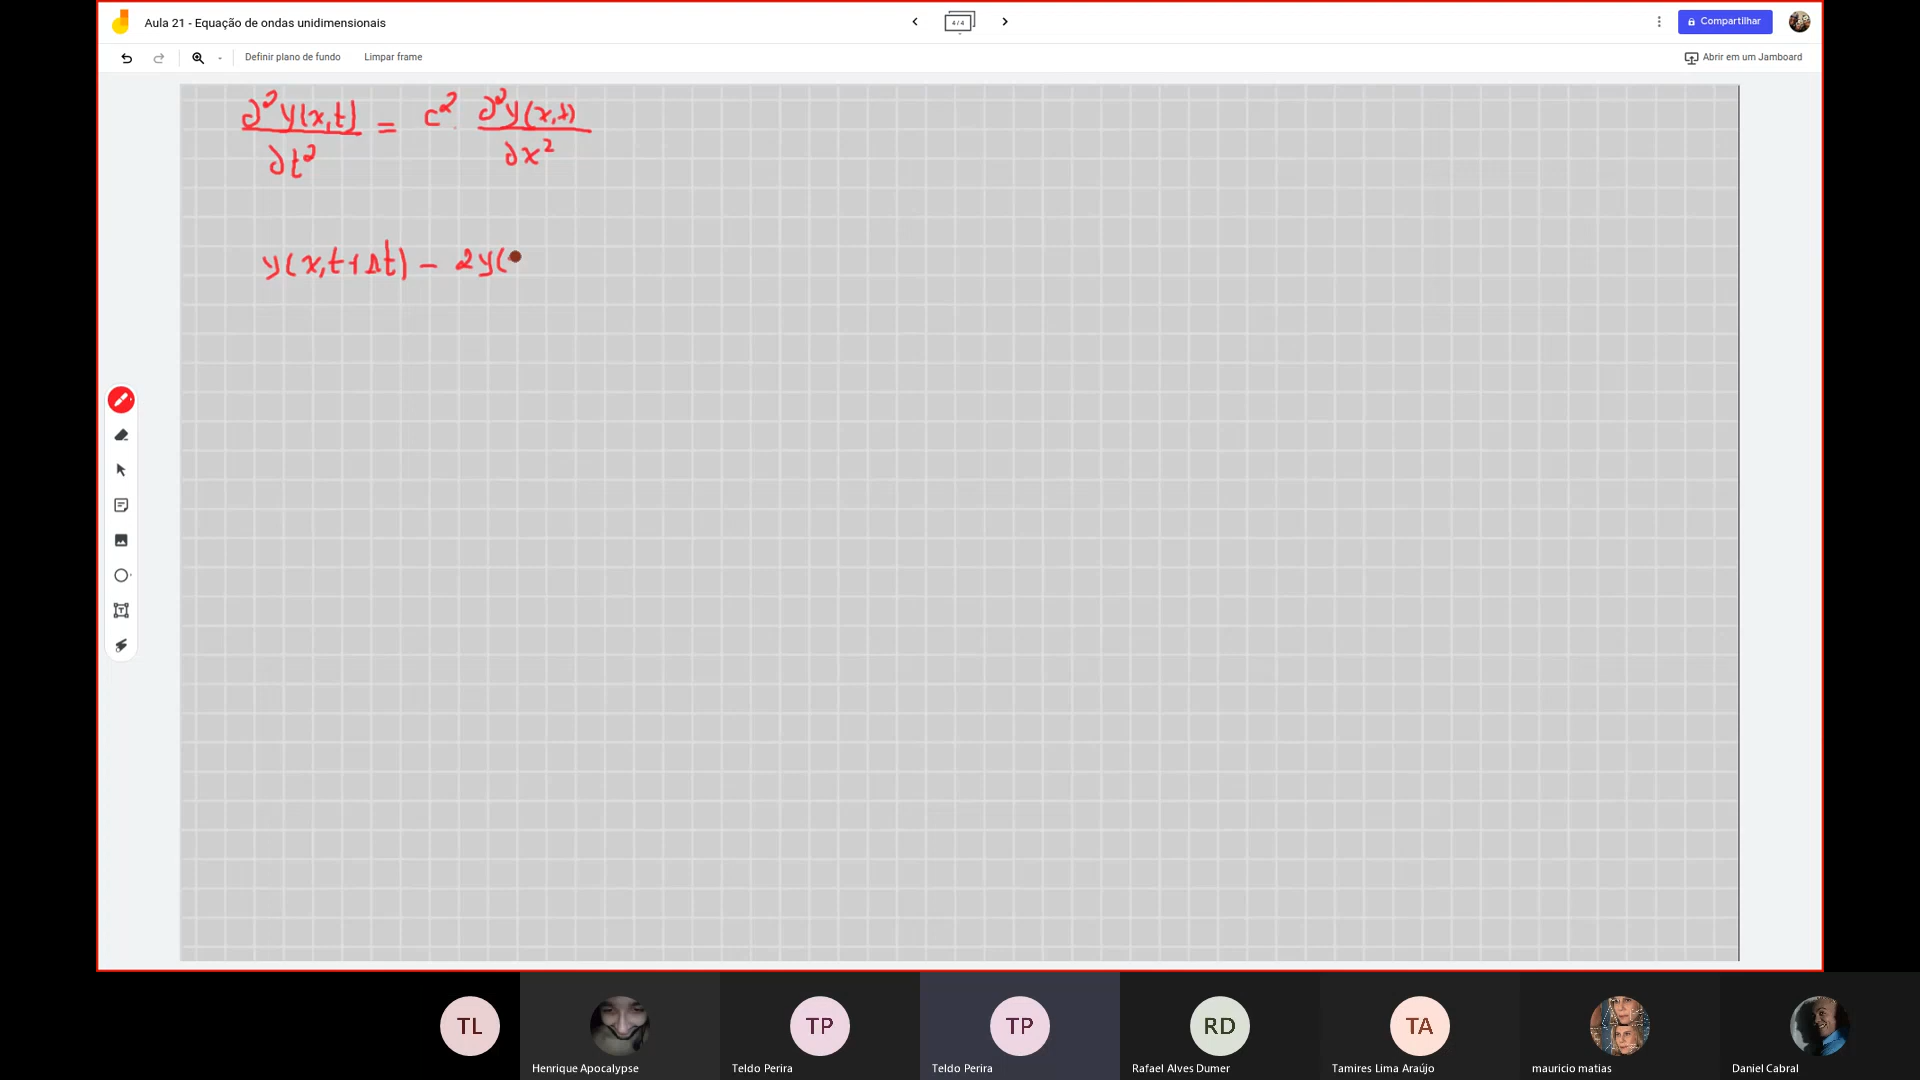 Aula 21 - Equação de ondas unidimensionais
4 / 4
Compartilhar
Definir plano de fundo
Limpar frame
Abrir em um Jamboard
∂²y(x,t) = c² ∂²y(x,t)
∂t² ∂x²
y(x,t+Δt) - 2y(
TL
TP
TP
RD
TA
Henrique Apocalypse
Teldo Perira
Teldo Perira
Rafael Alves Dumer
Tamires Lima Araújo
mauricio matias
Daniel Cabral